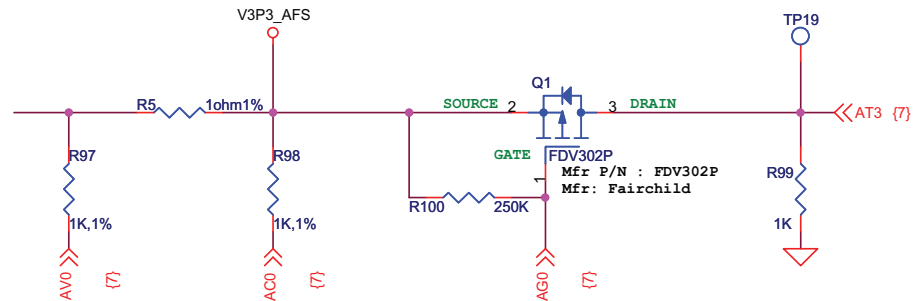 V3P3_AFS
TP19
R5
1ohm1%
Q1
SOURCE
2
3
DRAIN
AT3
{7}
R97
R98
GATE
FDV302P
1
Mfr P/N : FDV302P
Mfr: Fairchild
R99
R100
250K
1K,1%
1K,1%
1K
AV0
{7}
AC0
{7}
AG0
{7}